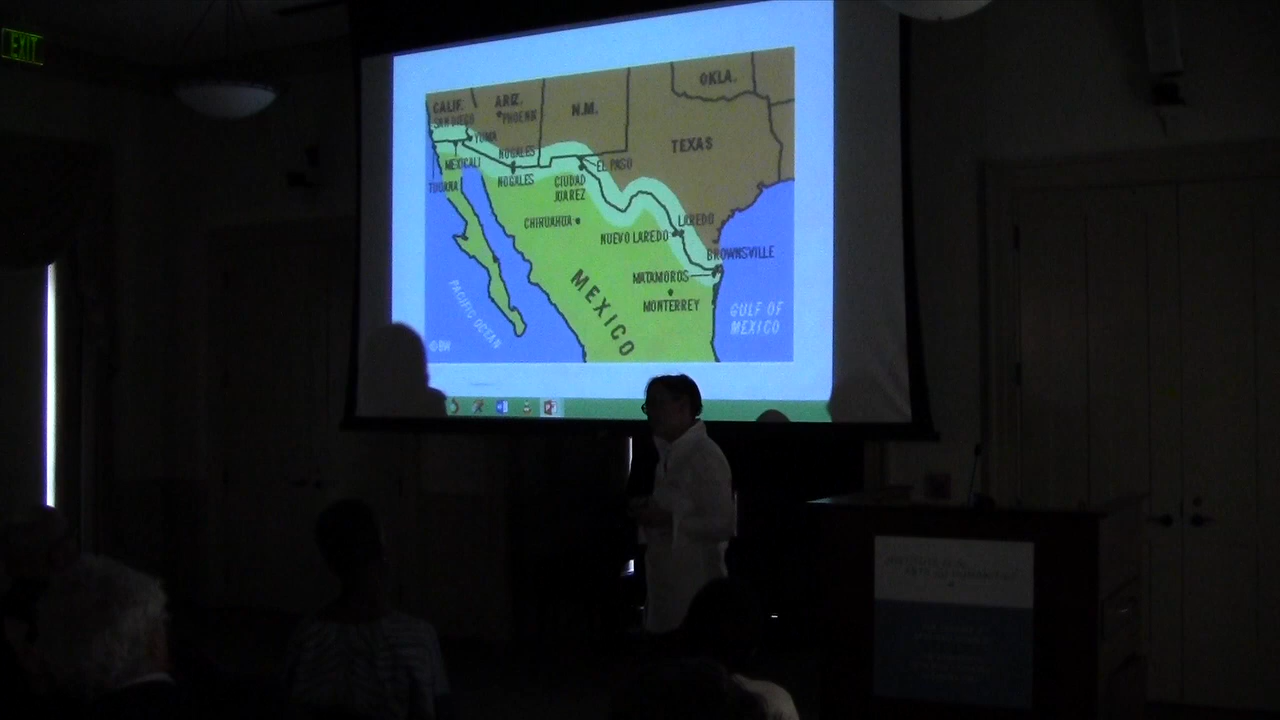 EXIT
CALIF.
SAN DIEGO
ARIZ.
PHOENIX
N.M.
OKLA.
TEXAS
YUMA
MEXICALI
NOGALES
NOGALES
EL PASO
CIUDAD
JUAREZ
CHIHUAHUA
LAREDO
NUEVO LAREDO
BROWNSVILLE
MATAMOROS
MONTERREY
MEXICO
PACIFIC OCEAN
GULF OF
MEXICO